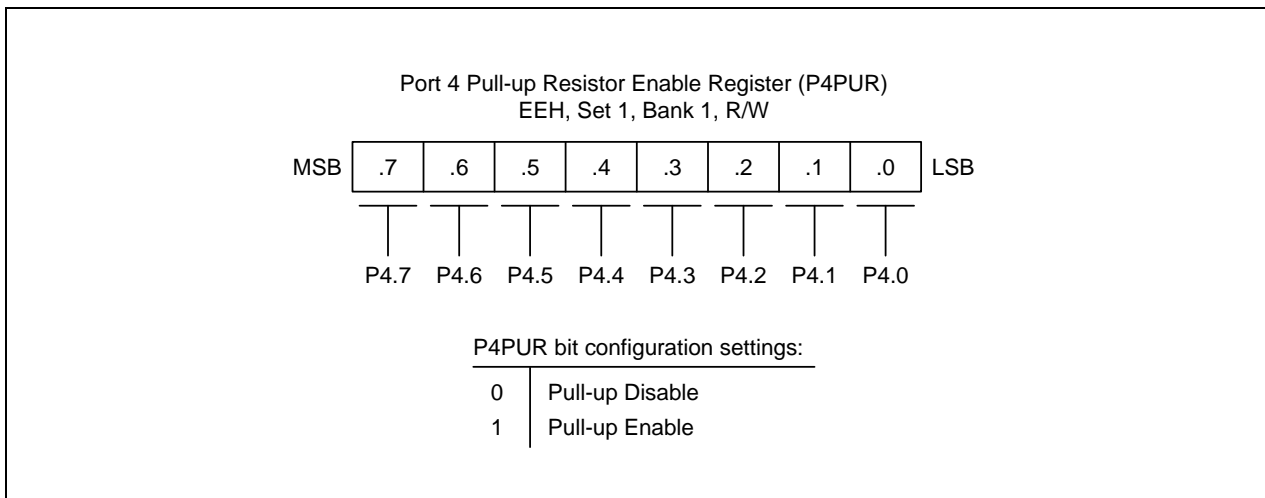 Port 4 Pull-up Resistor Enable Register (P4PUR)
EEH, Set 1, Bank 1, R/W
MSB .7 .6 .5 .4 .3 .2 .1 .0 LSB
P4.7 P4.6 P4.5 P4.4 P4.3 P4.2 P4.1 P4.0
P4PUR bit configuration settings:
0 Pull-up Disable
1 Pull-up Enable